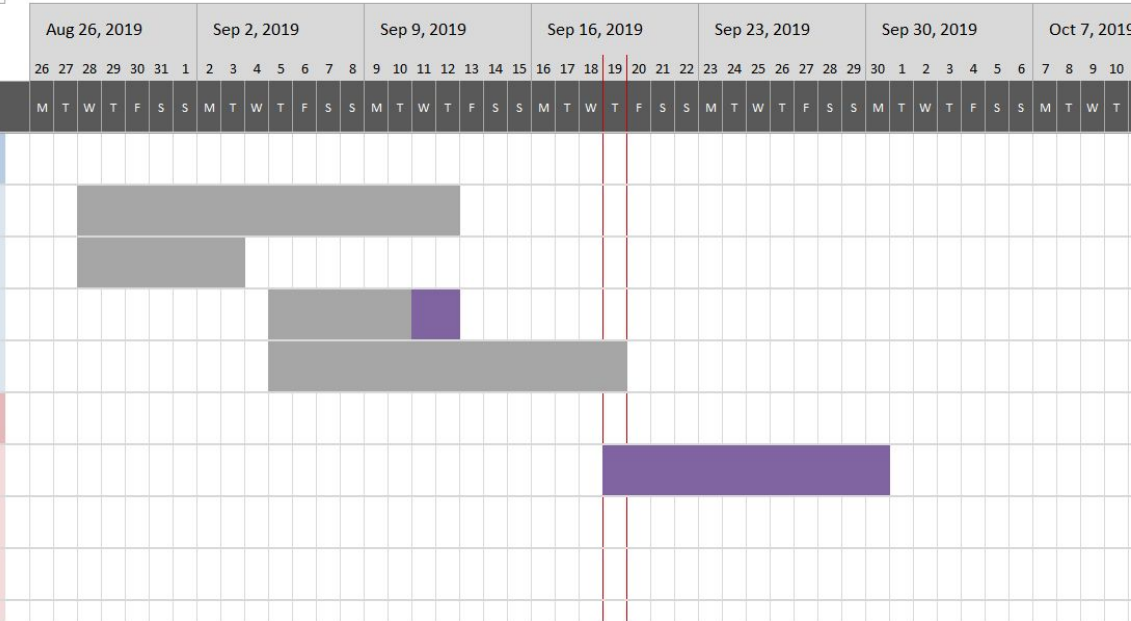 Aug 26, 2019 Sep 2, 2019 Sep 9, 2019 Sep 16, 2019 Sep 23, 2019 Sep 30, 2019 Oct 7, 2019
26 27 28 29 30 31 1 2 3 4 5 6 7 8 9 10 11 12 13 14 15 16 17 18 19 20 21 22 23 24 25 26 27 28 29 30 1 2 3 4 5 6 7 8 9 10
M T W T F S S M T W T F S S M T W T F S S M T W T F S S M T W T F S S M T W T F S S M T W T